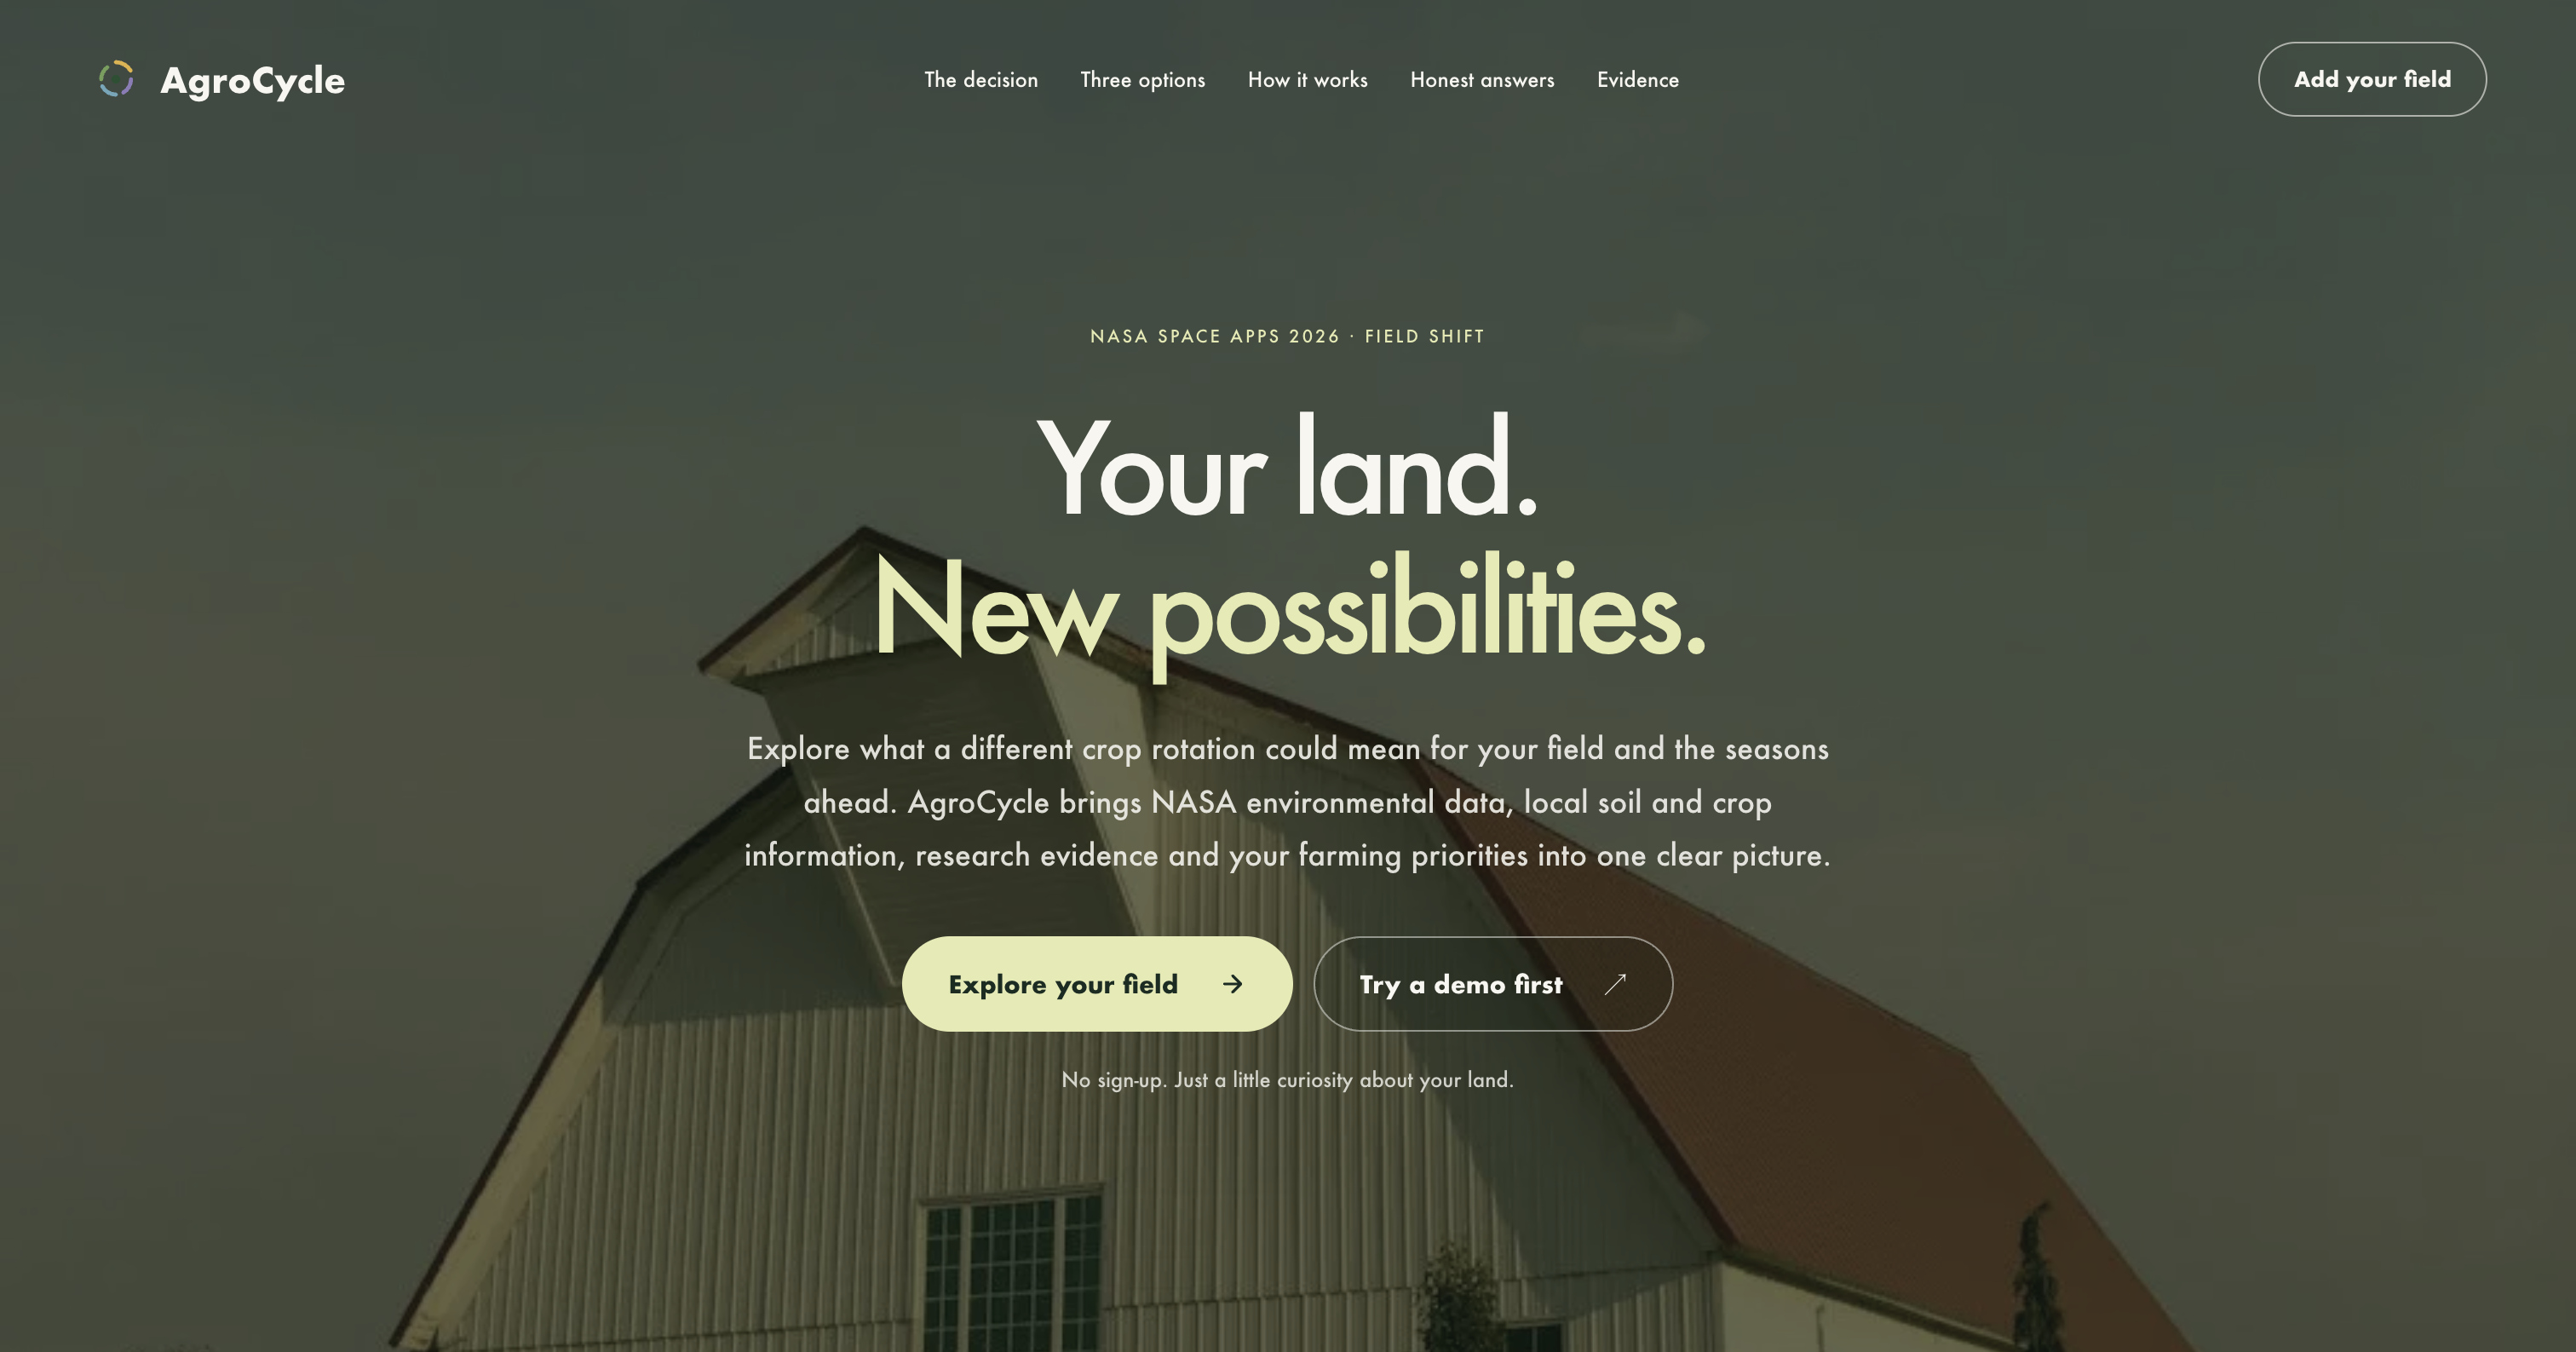 AgroCycle
The decision
Three options
How it works
Honest answers
Evidence
Add your field
NASA SPACE APPS 2026 · FIELD SHIFT
Your land.
New possibilities.
Explore what a different crop rotation could mean for your field and the seasons
ahead. AgroCycle brings NASA environmental data, local soil and crop
information, research evidence and your farming priorities into one clear picture.
Explore your field →
Try a demo first ↗
No sign-up. Just a little curiosity about your land.